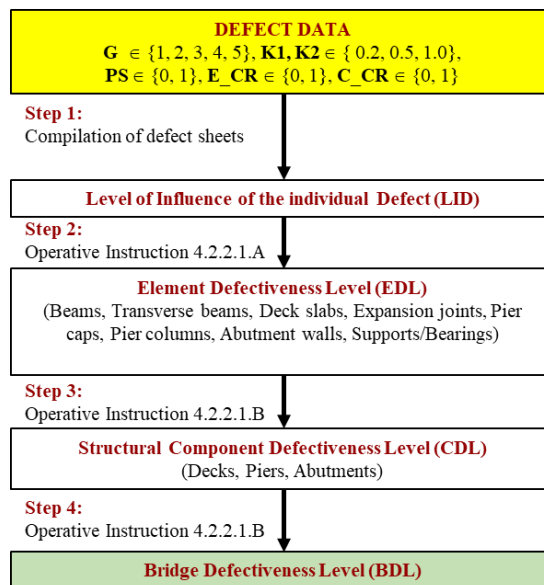 DEFECT DATA
G ∈ {1, 2, 3, 4, 5}, K1, K2 ∈ { 0.2, 0.5, 1.0},
PS ∈ {0, 1}, E_CR ∈ {0, 1}, C_CR ∈ {0, 1}
Step 1:
Compilation of defect sheets
Level of Influence of the individual Defect (LID)
Step 2:
Operative Instruction 4.2.2.1.A
Element Defectiveness Level (EDL)
(Beams, Transverse beams, Deck slabs, Expansion joints, Pier
caps, Pier columns, Abutment walls, Supports/Bearings)
Step 3:
Operative Instruction 4.2.2.1.B
Structural Component Defectiveness Level (CDL)
(Decks, Piers, Abutments)
Step 4:
Operative Instruction 4.2.2.1.B
Bridge Defectiveness Level (BDL)